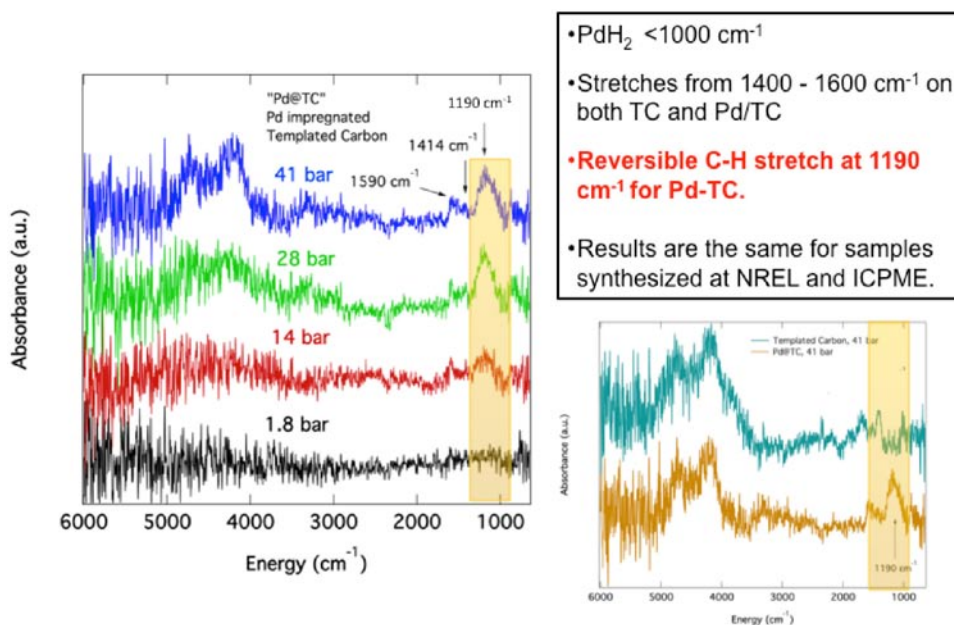 "Pd@TC"
Pd impregnated
Templated Carbon
1190 cm⁻¹
1414 cm⁻¹
1590 cm⁻¹
41 bar
28 bar
14 bar
1.8 bar
Absorbance (a.u.)
6000 5000 4000 3000 2000 1000
Energy (cm⁻¹)
•PdH₂ <1000 cm⁻¹
•Stretches from 1400 - 1600 cm⁻¹ on
both TC and Pd/TC
•Reversible C-H stretch at 1190
cm⁻¹ for Pd-TC.
•Results are the same for samples
synthesized at NREL and ICPME.
Templated Carbon, 41 bar
Pd@TC, 41 bar
1190 cm⁻¹
Absorbance (a.u.)
6000 5000 4000 3000 2000 1000
Energy (cm⁻¹)